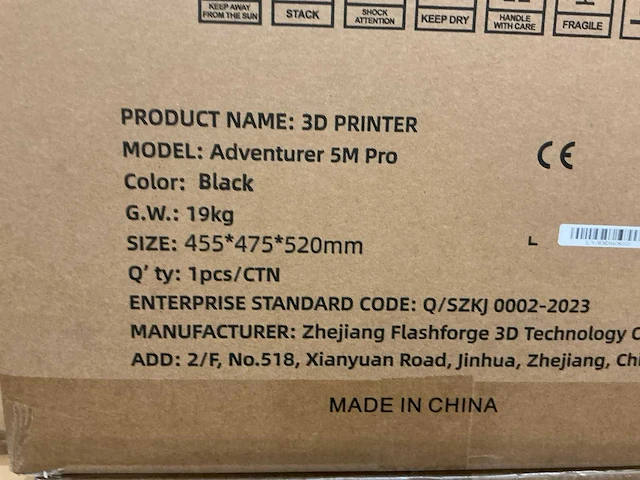 KEEP AWAY
FROM THE SUN
STACK
SHOCK
ATTENTION
KEEP DRY
HANDLE
WITH CARE
FRAGILE
PRODUCT NAME: 3D PRINTER
MODEL: Adventurer 5M Pro
CE
Color: Black
G.W.: 19kg
SIZE: 455*475*520mm
L
Q' ty: 1pcs/CTN
ENTERPRISE STANDARD CODE: Q/SZKJ 0002-2023
MANUFACTURER: Zhejiang Flashforge 3D Technology C
ADD: 2/F, No.518, Xianyuan Road, Jinhua, Zhejiang, Chi
MADE IN CHINA